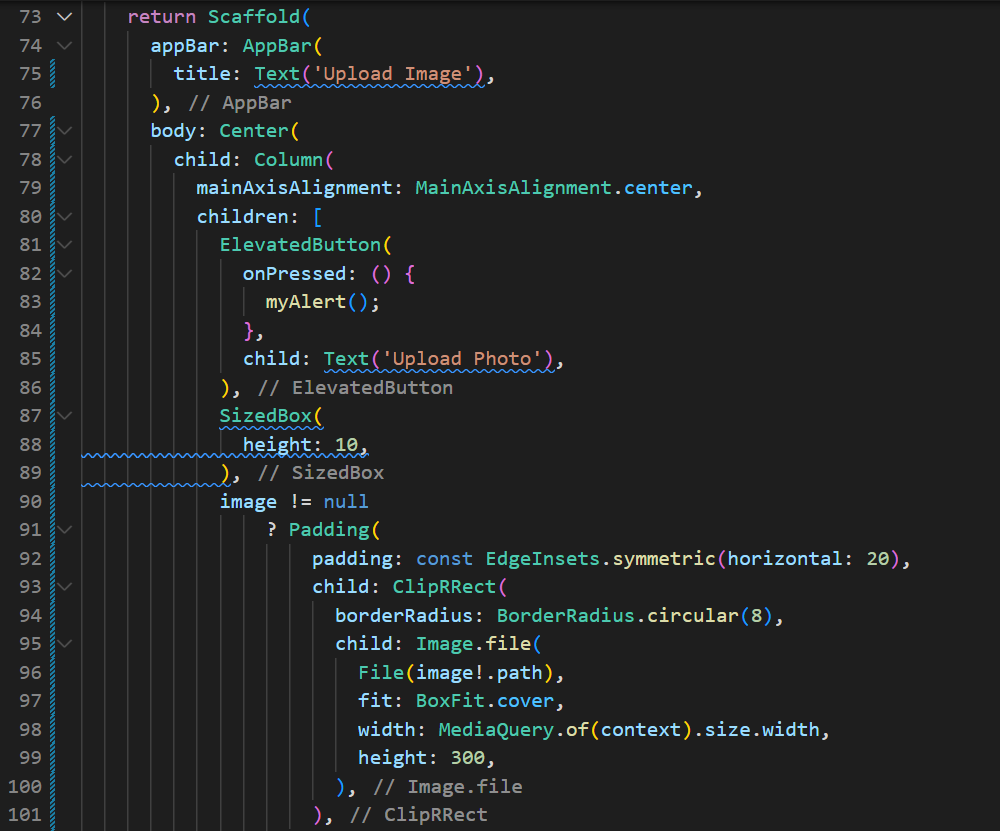 73 return Scaffold(
74 appBar: AppBar(
75 title: Text('Upload Image'),
76 ), // AppBar
77 body: Center(
78 child: Column(
79 mainAxisAlignment: MainAxisAlignment.center,
80 children: [
81 ElevatedButton(
82 onPressed: () {
83 myAlert();
84 },
85 child: Text('Upload Photo'),
86 ), // ElevatedButton
87 SizedBox(
88 height: 10,
89 ), // SizedBox
90 image != null
91 ? Padding(
92 padding: const EdgeInsets.symmetric(horizontal: 20),
93 child: ClipRRect(
94 borderRadius: BorderRadius.circular(8),
95 child: Image.file(
96 File(image!.path),
97 fit: BoxFit.cover,
98 width: MediaQuery.of(context).size.width,
99 height: 300,
100 ), // Image.file
101 ), // ClipRRect